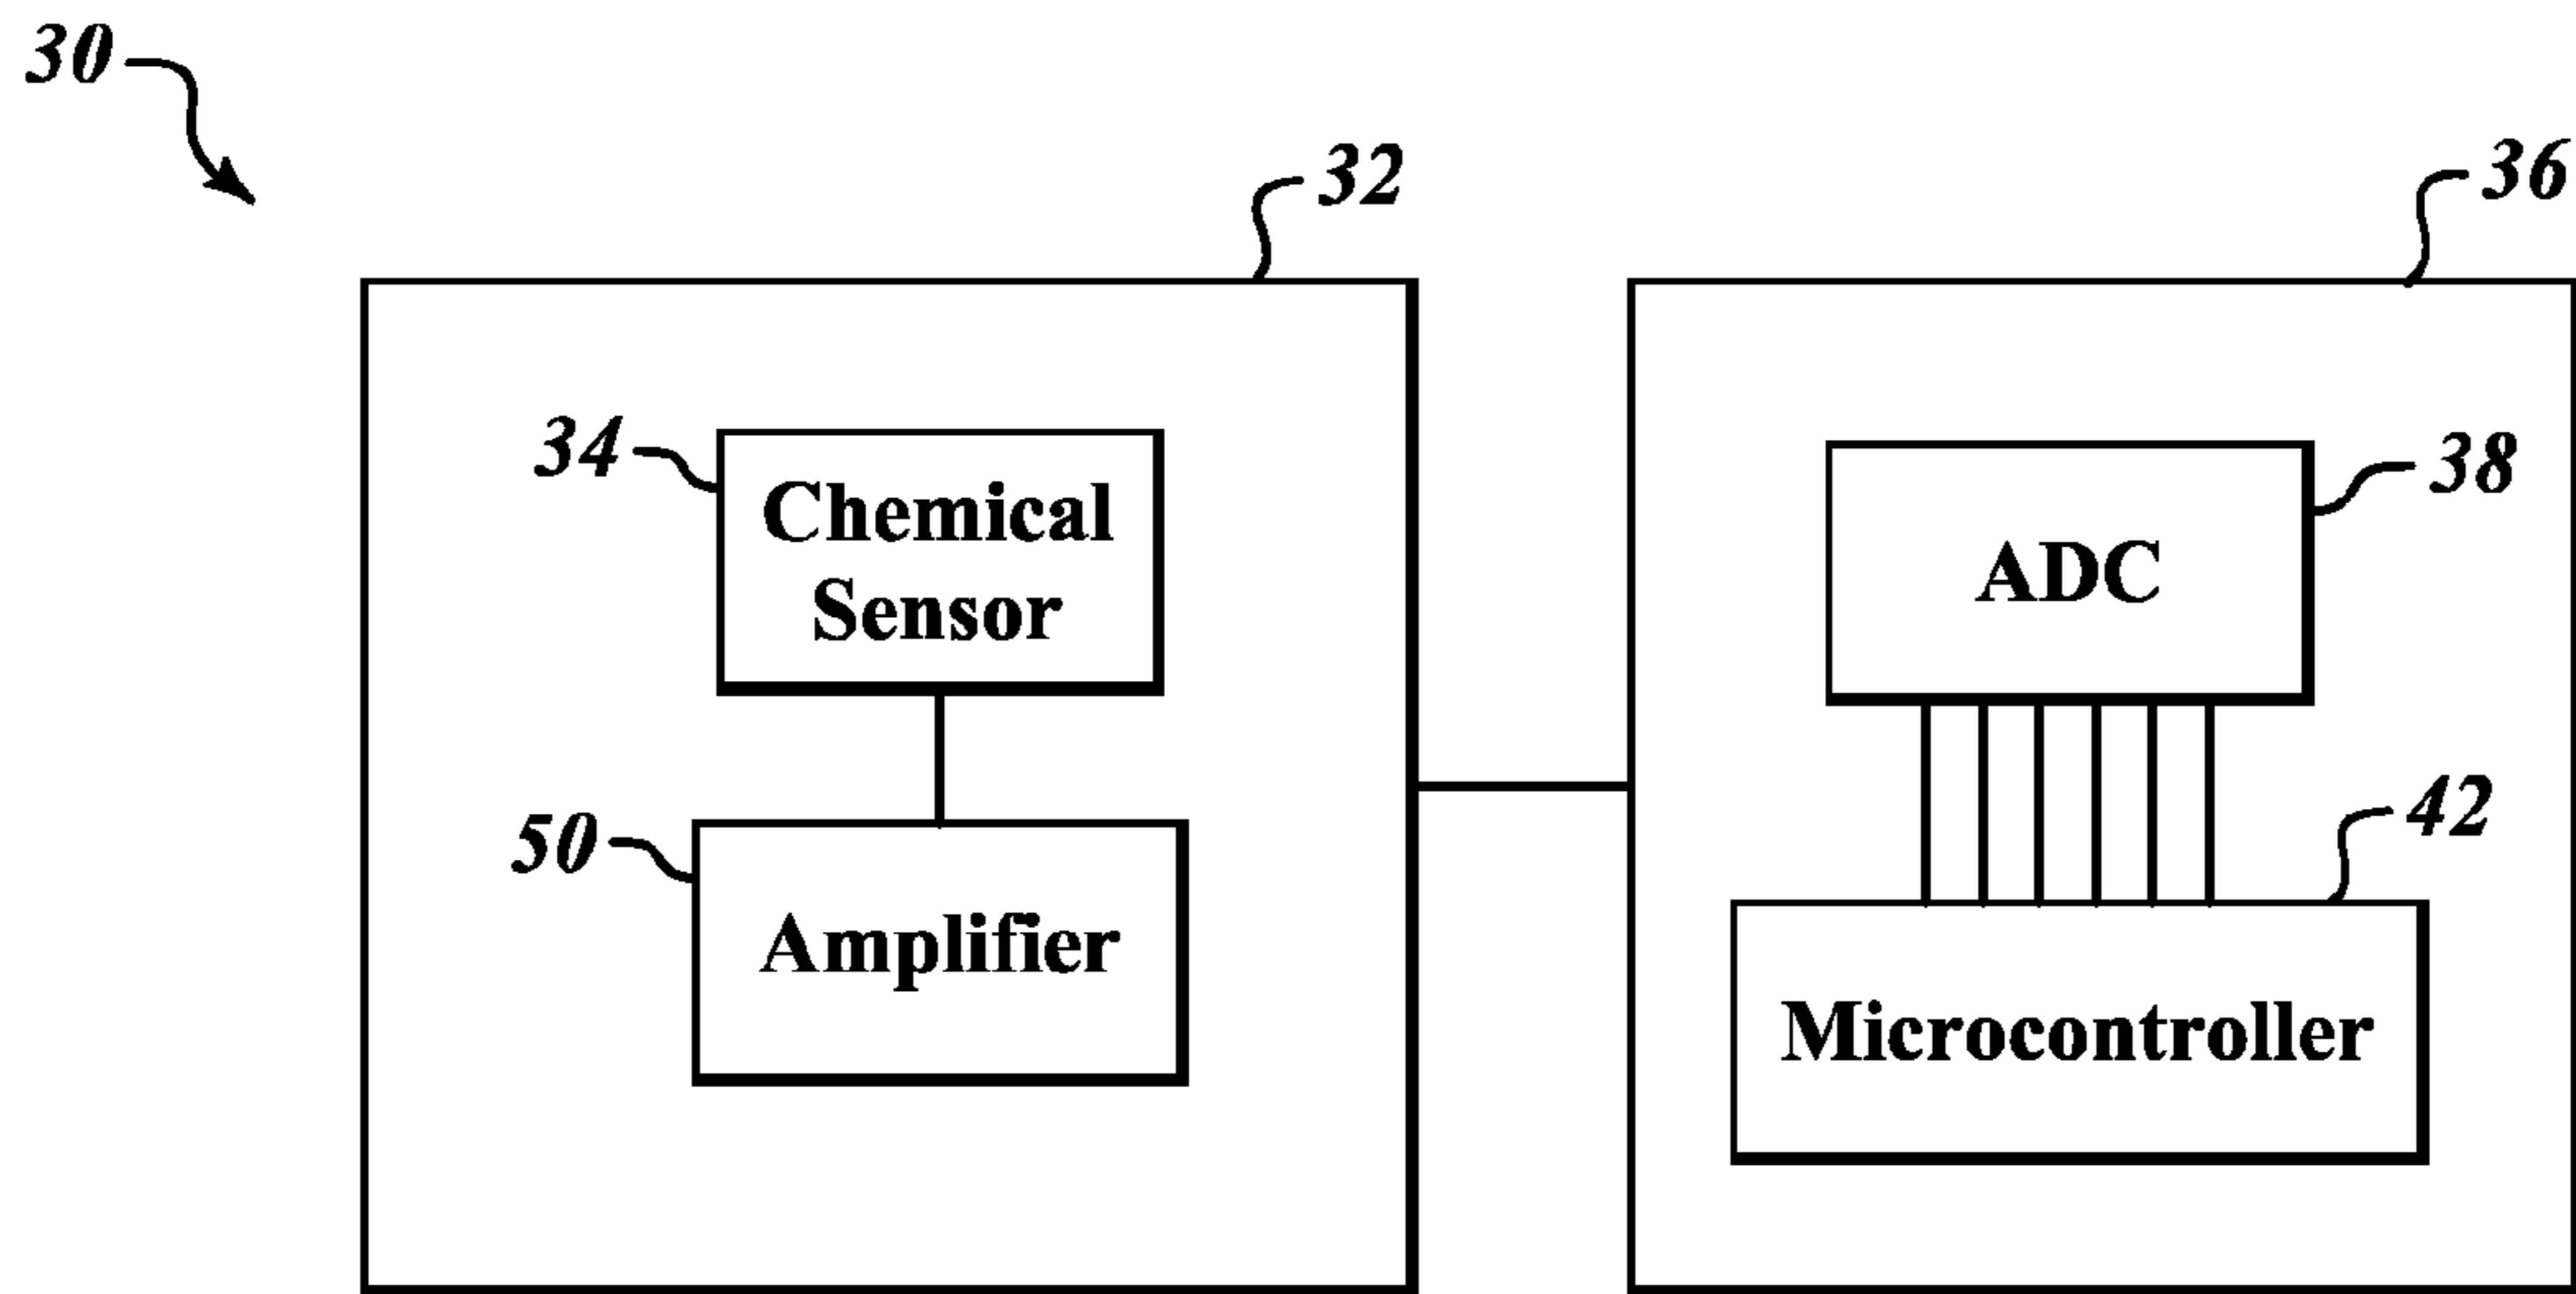 30
32
36
34
Chemical
Sensor
38
ADC
50
Amplifier
42
Microcontroller